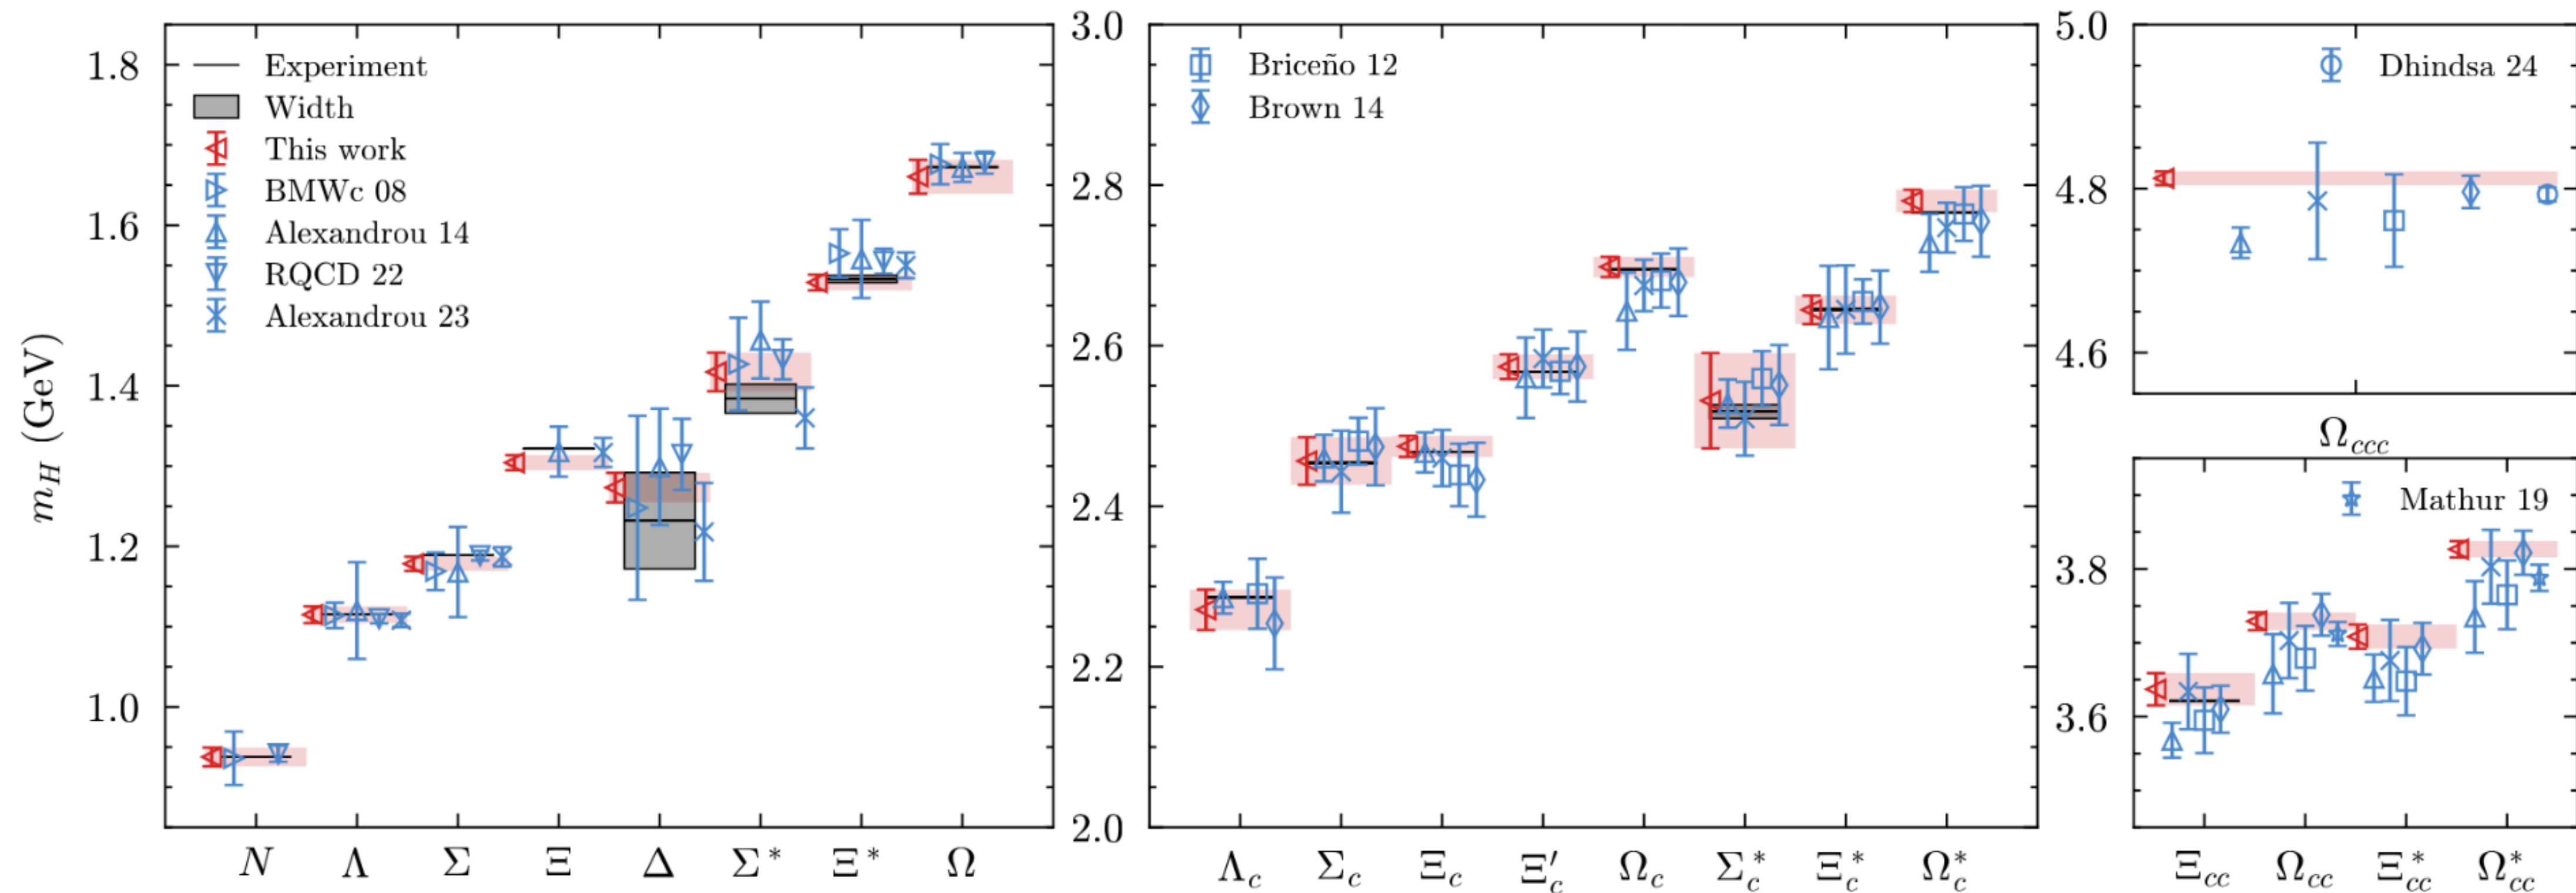 m_H (GeV)
1.8
1.6
1.4
1.2
1.0
Experiment
Width
This work
BMWc 08
Alexandrou 14
RQCD 22
Alexandrou 23
N Λ Σ Ξ Δ Σ* Ξ* Ω
3.0
2.8
2.6
2.4
2.2
2.0
Briceño 12
Brown 14
Λ_c Σ_c Ξ_c Ξ′_c Ω_c Σ*_c Ξ*_c Ω*_c
5.0
4.8
4.6
Dhindsa 24
Ω_ccc
3.8
3.6
Mathur 19
Ξ_cc Ω_cc Ξ*_cc Ω*_cc